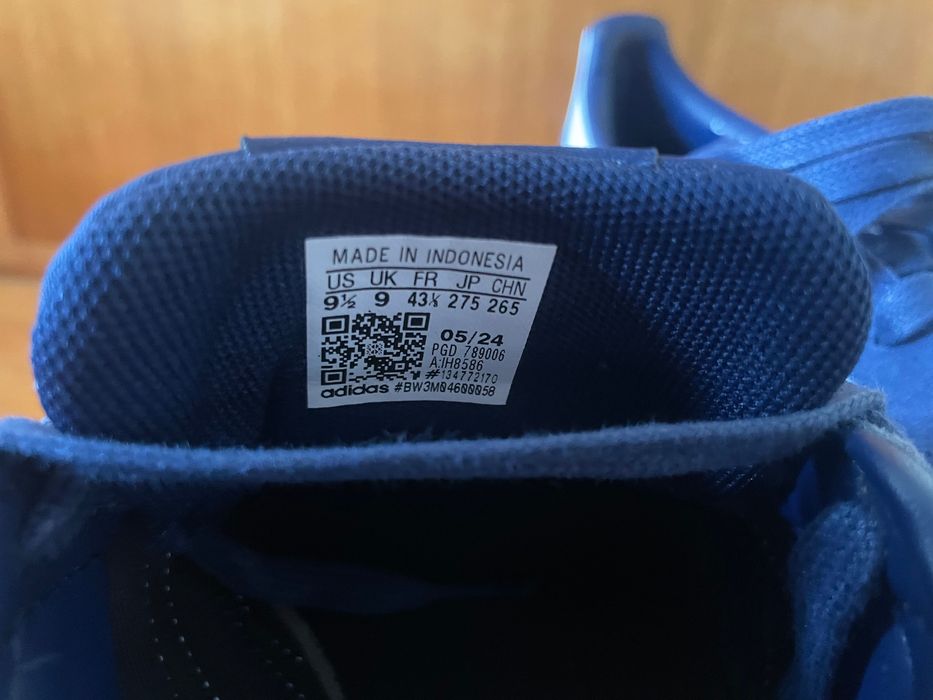 MADE IN INDONESIA
US UK FR JP CHN
9½ 9 43⅓ 275 265
05/24
PGD 789006
A:IH8586
#134772170
adidas #BW3M04600058